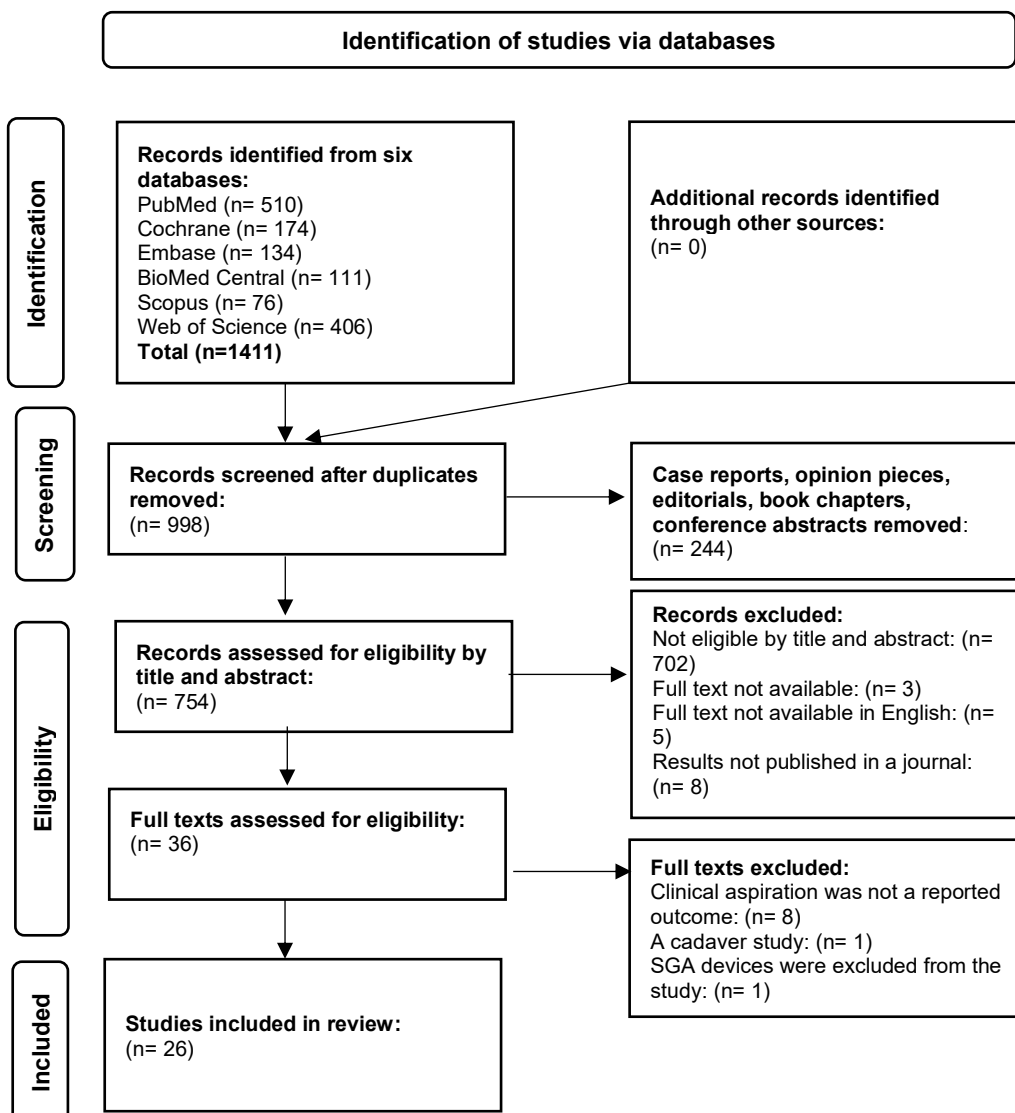 Identification of studies via databases
Identification
Records identified from six
databases:
PubMed (n= 510)
Cochrane (n= 174)
Embase (n= 134)
BioMed Central (n= 111)
Scopus (n= 76)
Web of Science (n= 406)
Total (n=1411)
Additional records identified
through other sources:
(n= 0)
Screening
Records screened after duplicates
removed:
(n= 998)
Case reports, opinion pieces,
editorials, book chapters,
conference abstracts removed:
(n= 244)
Eligibility
Records assessed for eligibility by
title and abstract:
(n= 754)
Records excluded:
Not eligible by title and abstract: (n=
702)
Full text not available: (n= 3)
Full text not available in English: (n=
5)
Results not published in a journal:
(n= 8)
Full texts assessed for eligibility:
(n= 36)
Full texts excluded:
Clinical aspiration was not a reported
outcome: (n= 8)
A cadaver study: (n= 1)
SGA devices were excluded from the
study: (n= 1)
Included
Studies included in review:
(n= 26)